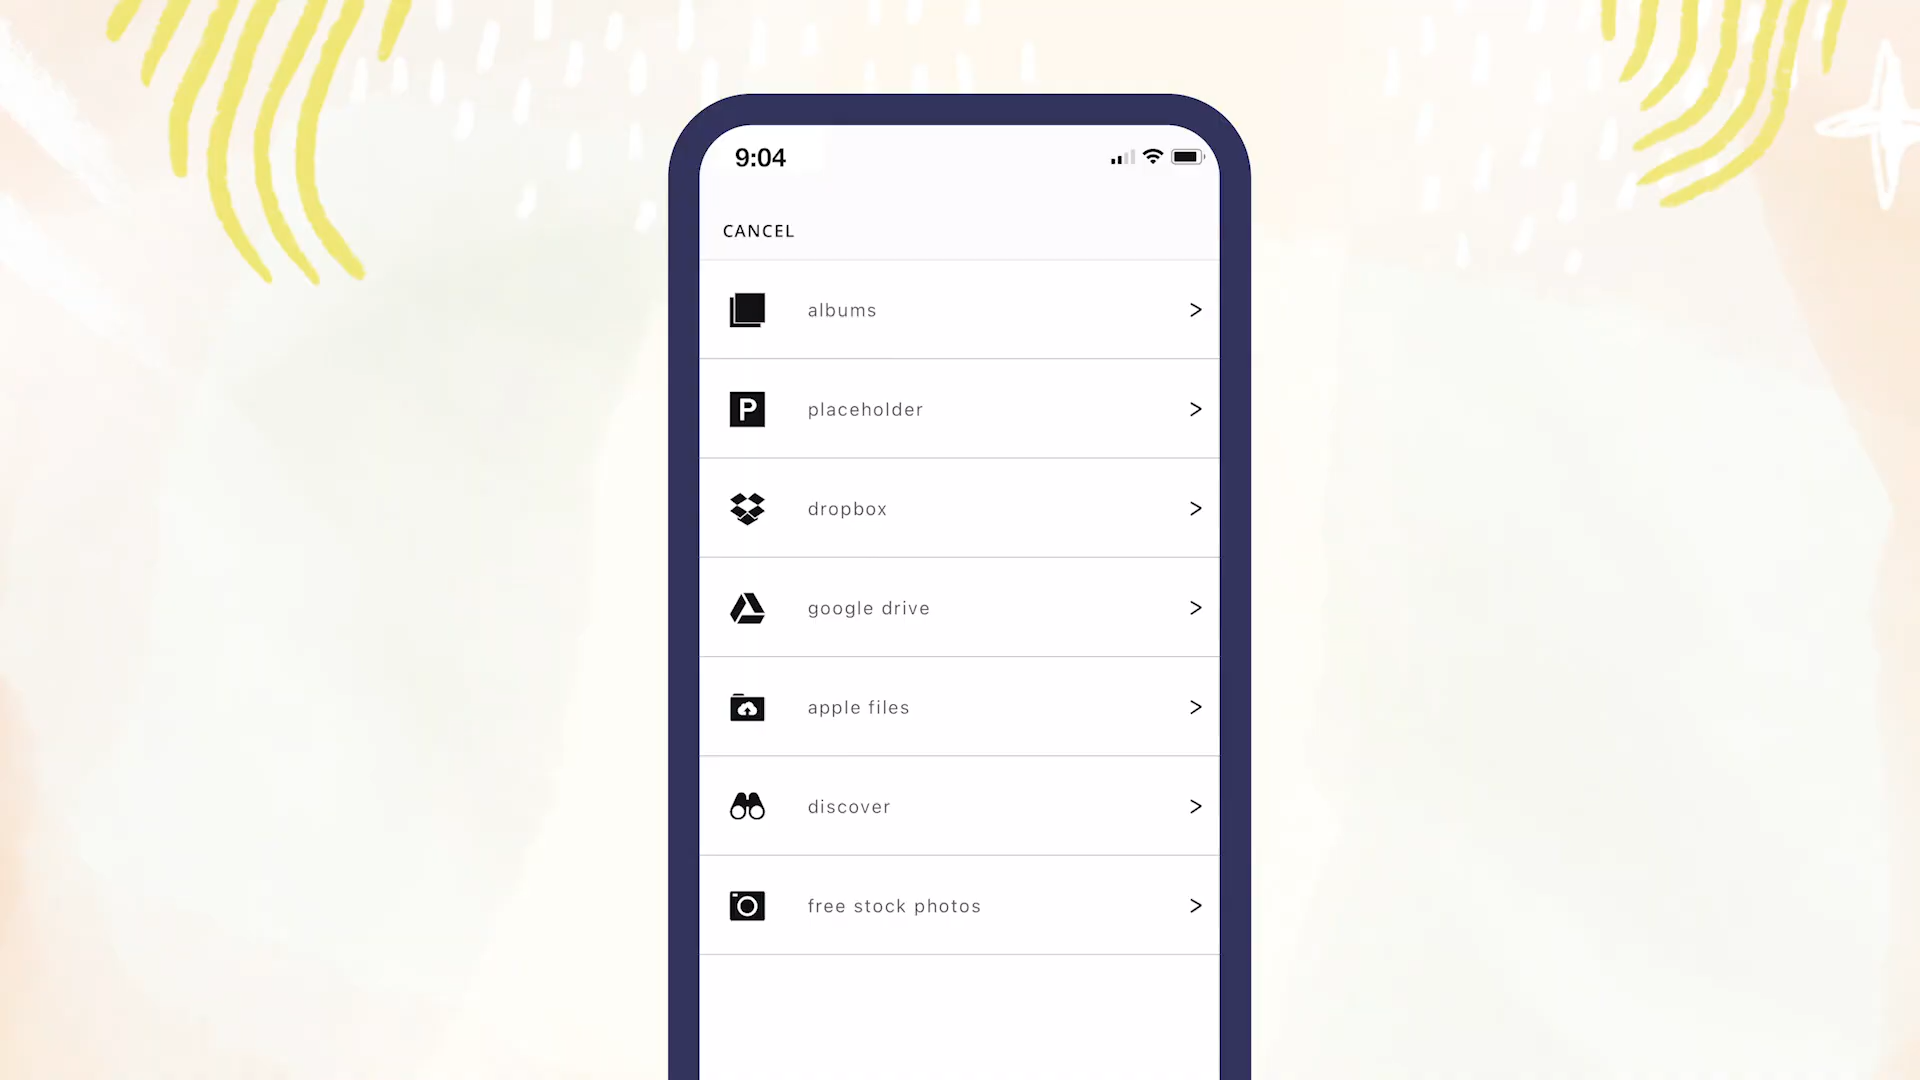 9:04
CANCEL
albums
P
placeholder
dropbox
google drive
apple files
discover
free stock photos